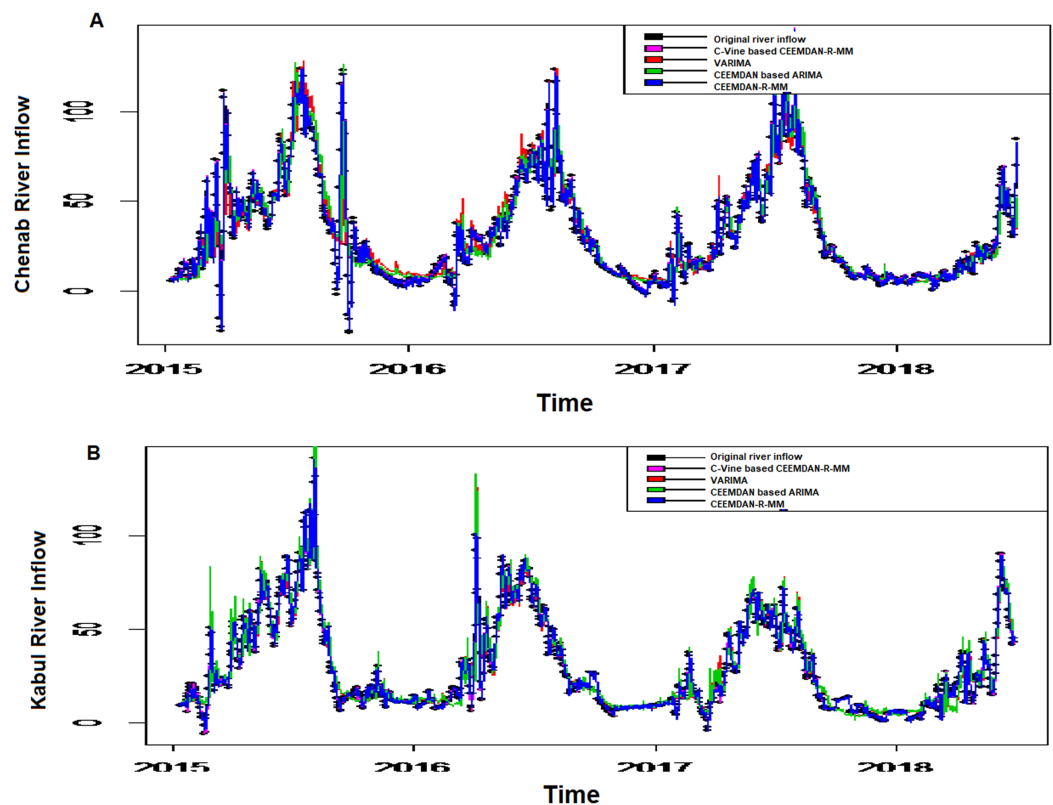 A
Original river inflow
C-Vine based CEEMDAN-R-MM
VARIMA
CEEMDAN based ARIMA
CEEMDAN-R-MM
Chenab River Inflow
100
50
0
2015 2016 2017 2018
Time
B
Original river inflow
C-Vine based CEEMDAN-R-MM
VARIMA
CEEMDAN based ARIMA
CEEMDAN-R-MM
Kabul River Inflow
100
50
0
2015 2016 2017 2018
Time